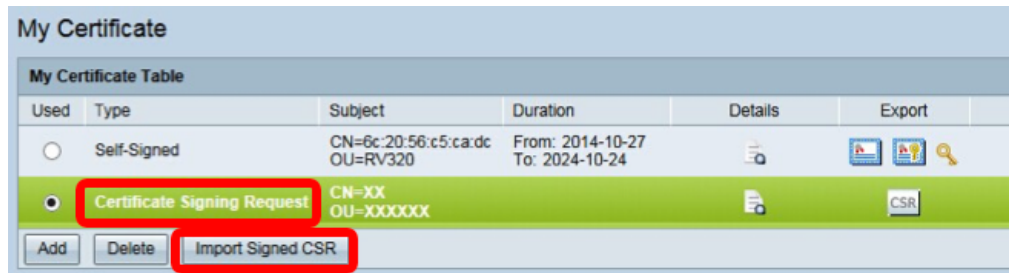 My Certificate
My Certificate Table
Used Type Subject Duration Details Export
Self-Signed CN=6c:20:56:c5:ca:dc From: 2014-10-27
OU=RV320 To: 2024-10-24
Certificate Signing Request CN=XX
OU=XXXXXX CSR
Add Delete Import Signed CSR